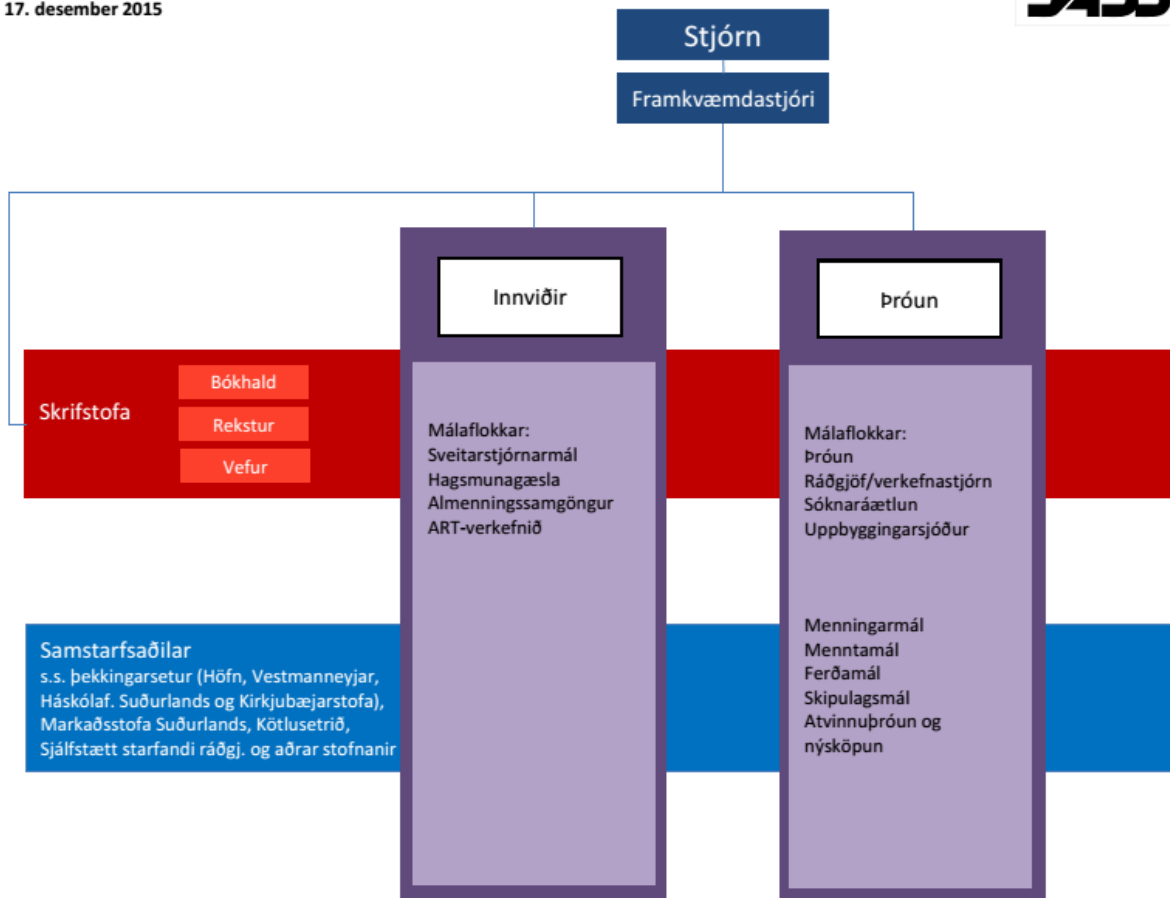 17. desember 2015
Stjórn
Framkvæmdastjóri
Innviðir
Þróun
Skrifstofa
Bókhald
Rekstur
Vefur
Málaflokkar:
Sveitarstjórnarmál
Hagsmunagæsla
Almenningssamgöngur
ART-verkefnið
Málaflokkar:
Þróun
Ráðgjöf/verkefnastjórn
Sóknaráætlun
Uppbyggingarsjóður
Menningarmál
Menntamál
Ferðamál
Skipulagsmál
Atvinnuþróun og
nýsköpun
Samstarfsaðilar
s.s. þekkingarsetur (Höfn, Vestmanneyjar,
Háskólaf. Suðurlands og Kirkjubæjarstofa),
Markaðsstofa Suðurlands, Kötlusetrið,
Sjálfstætt starfandi ráðgj. og aðrar stofnanir